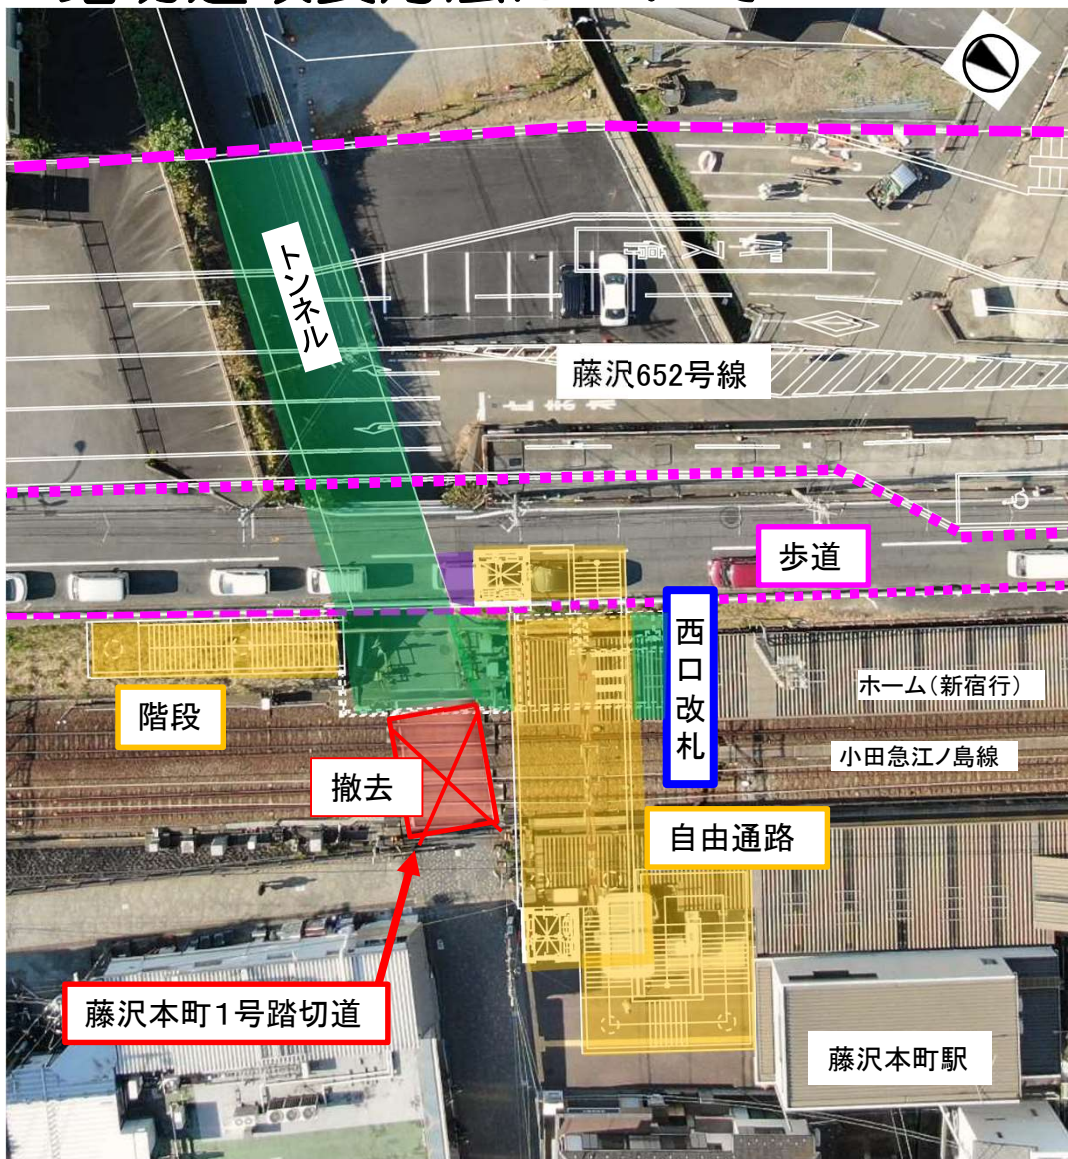 トンネル
藤沢652号線
歩道
西口改札
ホーム（新宿行）
階段
小田急江ノ島線
撤去
自由通路
藤沢本町１号踏切道
藤沢本町駅